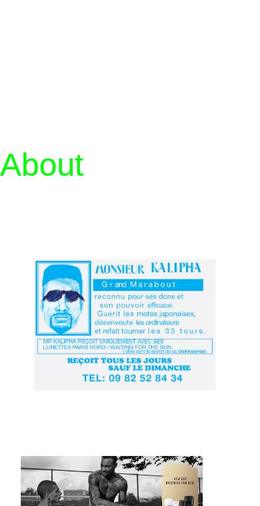 About
MONSIEUR KALIPHA
Grand Marabout
reconnu pour ses dons et
son pouvoir efficace.
Guérit les motos japonaises,
désenvoute les ordinateurs
et refait tourner les 33 tours.
MR KALIPHA REÇOIT UNIQUEMENT AVEC SES
LUNETTES PARIS NORD / WAITING FOR THE SUN
REÇOIT TOUS LES JOURS
SAUF LE DIMANCHE
TEL: 09 82 52 84 34